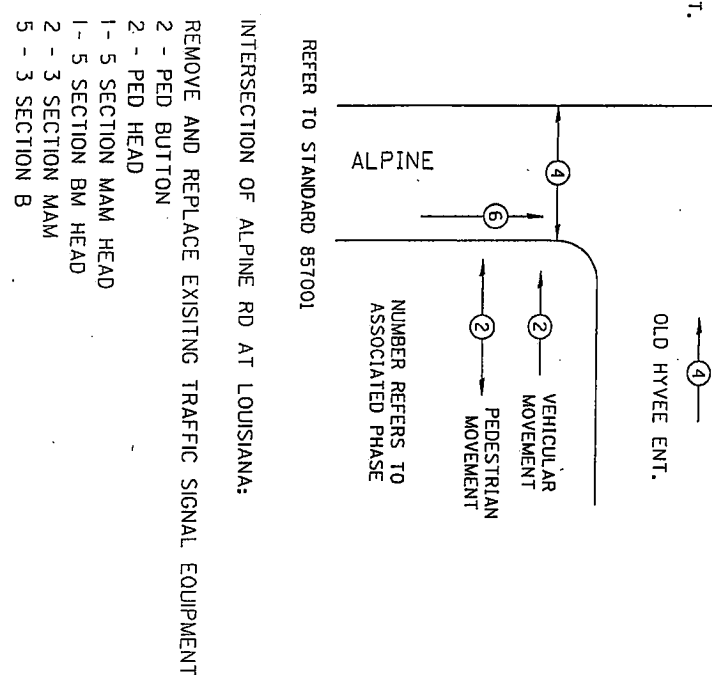 T.
④
OLD HYVEE ENT.
④
ALPINE
⑥
② VEHICULAR
MOVEMENT
② PEDESTRIAN
MOVEMENT
NUMBER REFERS TO
ASSOCIATED PHASE
REFER TO STANDARD 857001
INTERSECTION OF ALPINE RD AT LOUISIANA:
REMOVE AND REPLACE EXISITNG TRAFFIC SIGNAL EQUIPMENT
2 - PED BUTTON
2 - PED HEAD
1- 5 SECTION MAM HEAD
1- 5 SECTION BM HEAD
2 - 3 SECTION MAM
5 - 3 SECTION B